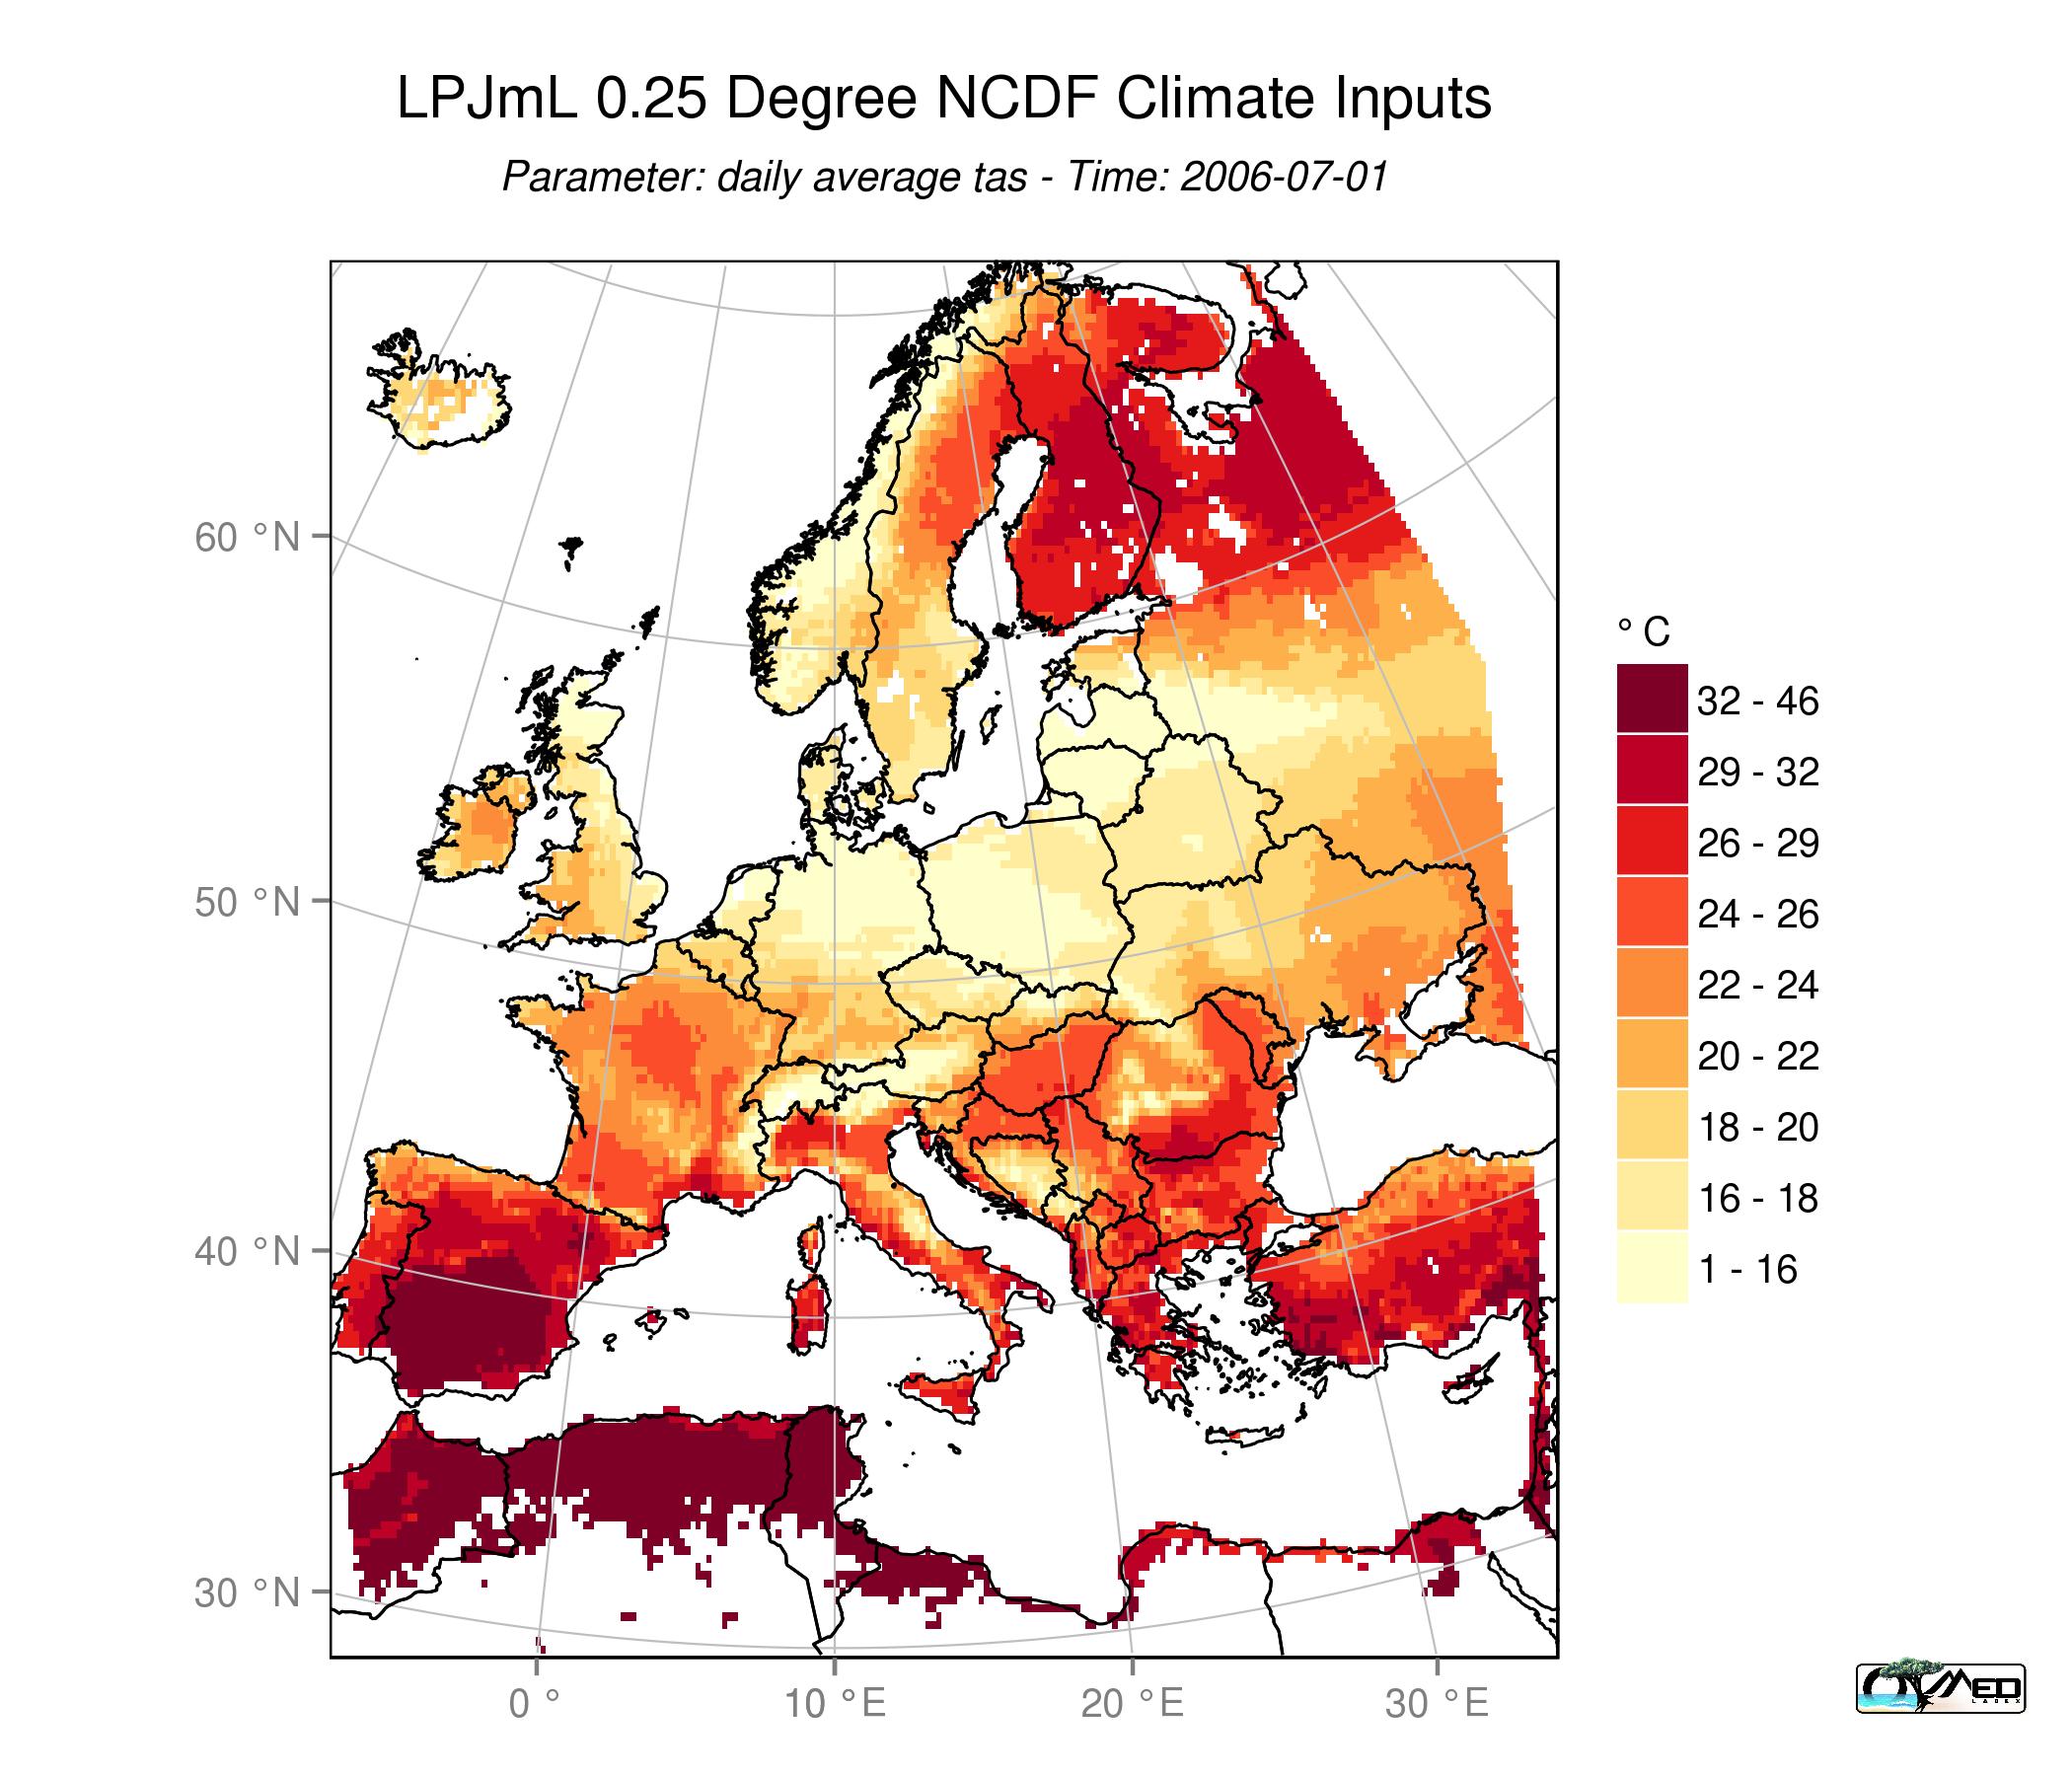 LPJmL 0.25 Degree NCDF Climate Inputs
Parameter: daily average tas - Time: 2006-07-01
60 °N
50 °N
40 °N
30 °N
0 °
10 °E
20 °E
30 °E
° C
32 - 46
29 - 32
26 - 29
24 - 26
22 - 24
20 - 22
18 - 20
16 - 18
1 - 16
OTMED
LABEX